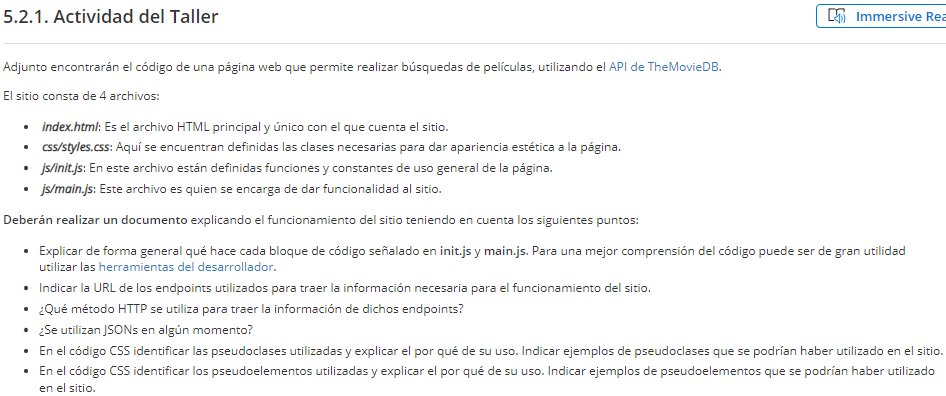 5.2.1. Actividad del Taller
Immersive Rea
Adjunto encontrarán el código de una página web que permite realizar búsquedas de películas, utilizando el API de TheMovieDB.
El sitio consta de 4 archivos:
• index.html: Es el archivo HTML principal y único con el que cuenta el sitio.
• css/styles.css: Aquí se encuentran definidas las clases necesarias para dar apariencia estética a la página.
• js/init.js: En este archivo están definidas funciones y constantes de uso general de la página.
• js/main.js: Este archivo es quien se encarga de dar funcionalidad al sitio.
Deberán realizar un documento explicando el funcionamiento del sitio teniendo en cuenta los siguientes puntos:
• Explicar de forma general qué hace cada bloque de código señalado en init.js y main.js. Para una mejor comprensión del código puede ser de gran utilidad
utilizar las herramientas del desarrollador.
• Indicar la URL de los endpoints utilizados para traer la información necesaria para el funcionamiento del sitio.
• ¿Qué método HTTP se utiliza para traer la información de dichos endpoints?
• ¿Se utilizan JSONs en algún momento?
• En el código CSS identificar las pseudoclases utilizadas y explicar el por qué de su uso. Indicar ejemplos de pseudoclases que se podrían haber utilizado en el sitio.
• En el código CSS identificar los pseudoelementos utilizadas y explicar el por qué de su uso. Indicar ejemplos de pseudoelementos que se podrían haber utilizado
en el sitio.